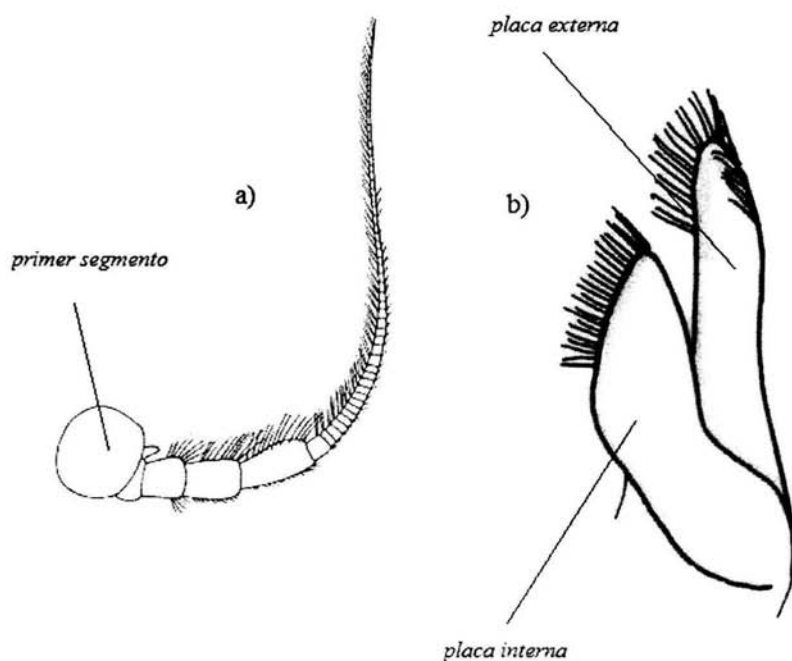 placa externa
a)
b)
primer segmento
placa interna